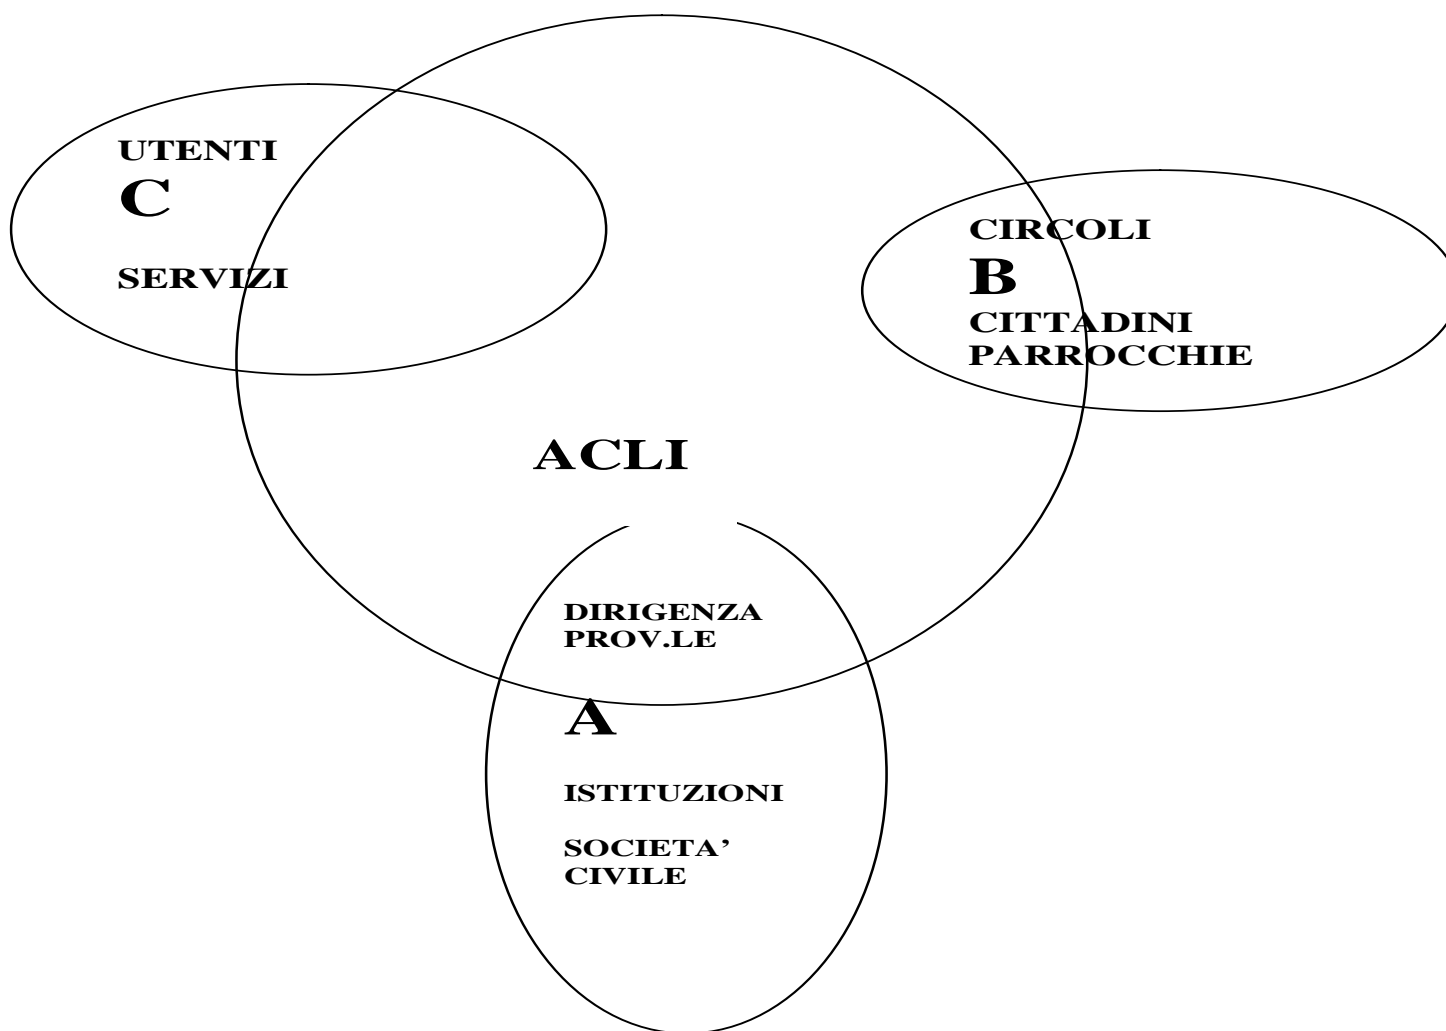 UTENTI
C
SERVIZI
CIRCOLI
B
CITTADINI
PARROCCHIE
ACLI
DIRIGENZA
PROV.LE
A
ISTITUZIONI
SOCIETA’
CIVILE